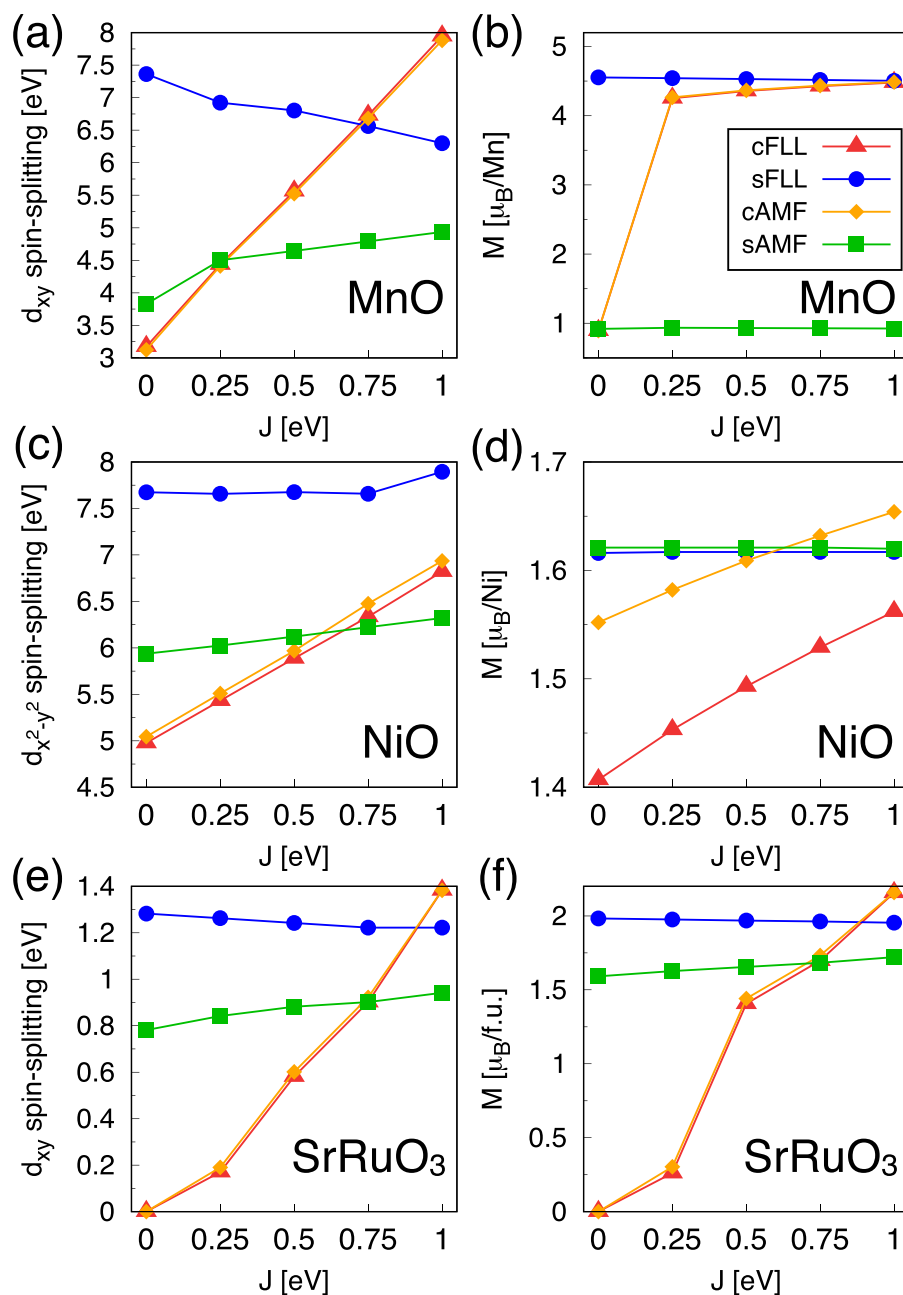 (a)
d_xy spin-splitting [eV]
8
7.5
7
6.5
6
5.5
5
4.5
4
3.5
3
MnO
0 0.25 0.5 0.75 1
J [eV]
(b)
M [μ_B/Mn]
5
4
3
2
1
cFLL
sFLL
cAMF
sAMF
MnO
0 0.25 0.5 0.75 1
J [eV]
(c)
d_x²-y² spin-splitting [eV]
8
7.5
7
6.5
6
5.5
5
4.5
NiO
0 0.25 0.5 0.75 1
J [eV]
(d)
M [μ_B/Ni]
1.7
1.6
1.5
1.4
NiO
0 0.25 0.5 0.75 1
J [eV]
(e)
d_xy spin-splitting [eV]
1.4
1.2
1
0.8
0.6
0.4
0.2
0
SrRuO₃
0 0.25 0.5 0.75 1
J [eV]
(f)
M [μ_B/f.u.]
2
1.5
1
0.5
0
SrRuO₃
0 0.25 0.5 0.75 1
J [eV]